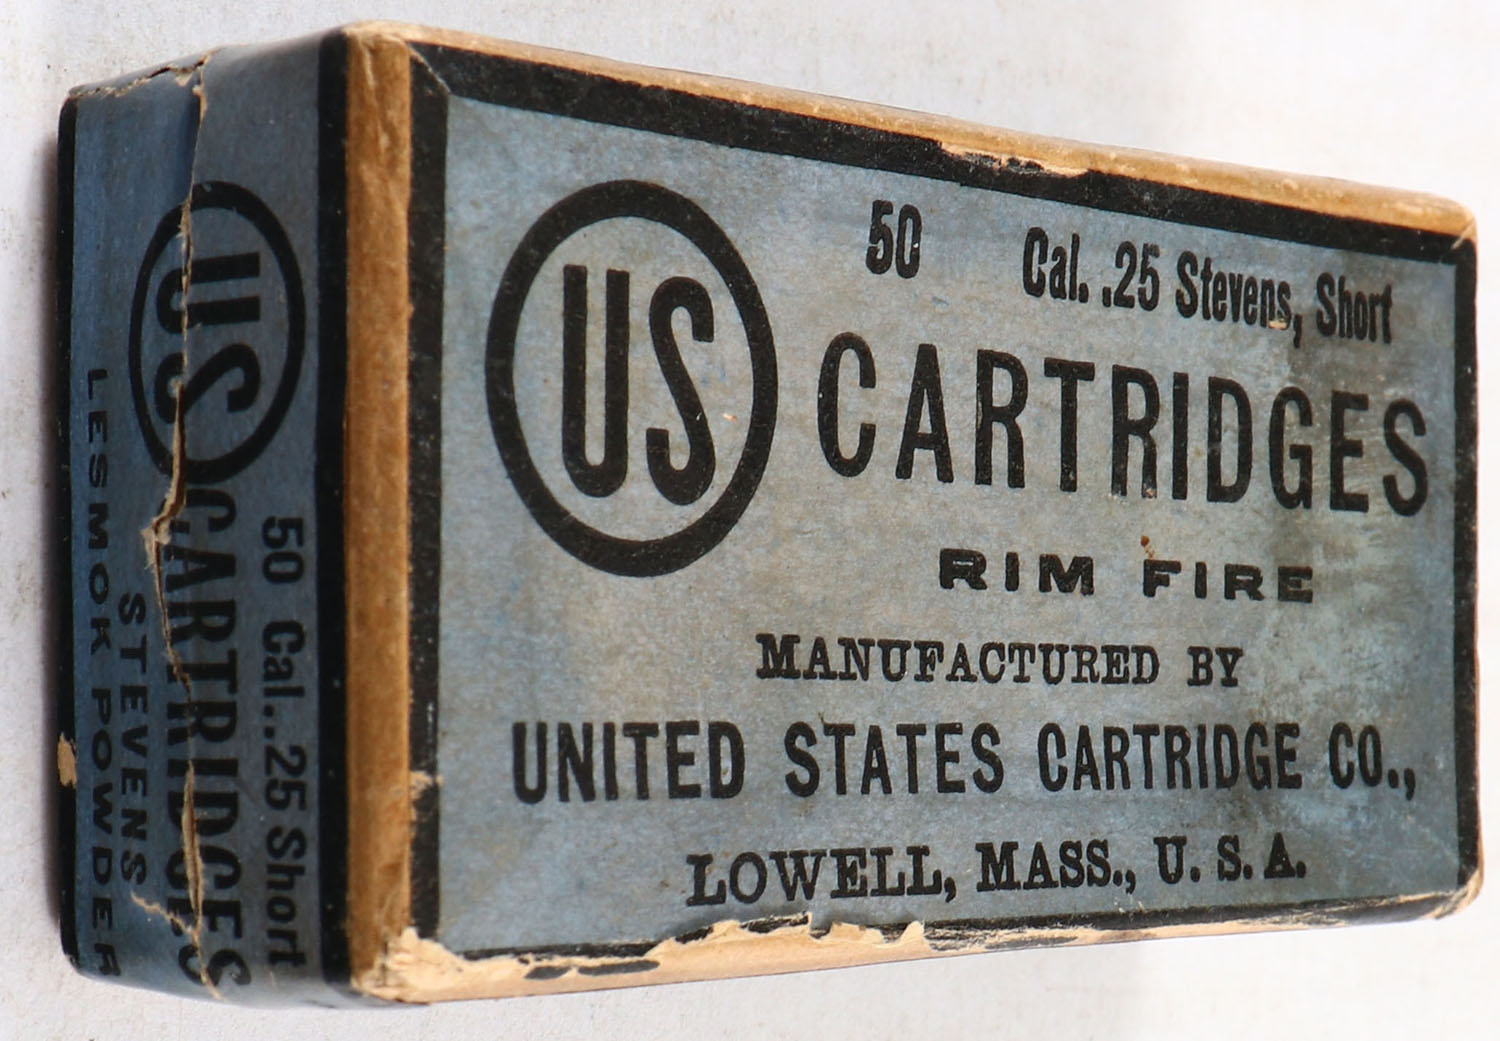 US
50 Cal. .25 Stevens, Short
CARTRIDGES
RIM FIRE
MANUFACTURED BY
UNITED STATES CARTRIDGE CO.,
LOWELL, MASS., U. S. A.
50 Cal..25 Short
US CARTRIDGES
STEVENS
LESMOK POWDER